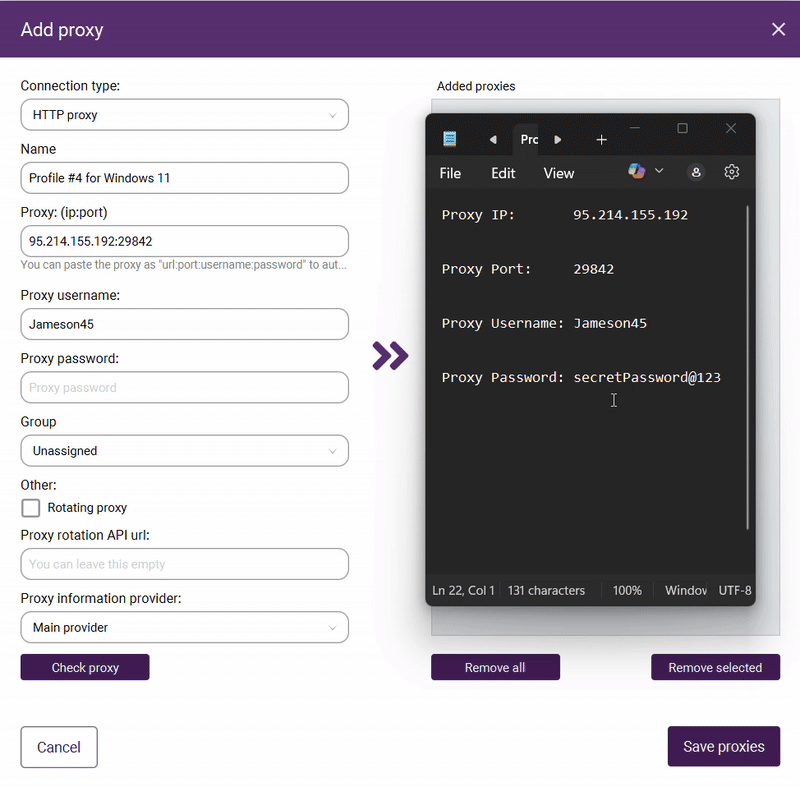 Add proxy
Connection type:
HTTP proxy
Name
Profile #4 for Windows 11
Proxy: (ip:port)
95.214.155.192:29842
You can paste the proxy as "url:port:username:password" to aut...
Proxy username:
Jameson45
Proxy password:
Proxy password
Group
Unassigned
Other:
Rotating proxy
Proxy rotation API url:
You can leave this empty
Proxy information provider:
Main provider
Check proxy
Cancel
Added proxies
Pro
File Edit View
Proxy IP: 95.214.155.192
Proxy Port: 29842
Proxy Username: Jameson45
Proxy Password: secretPassword@123
Ln 22, Col 1 131 characters 100% Window UTF-8
Remove all
Remove selected
Save proxies